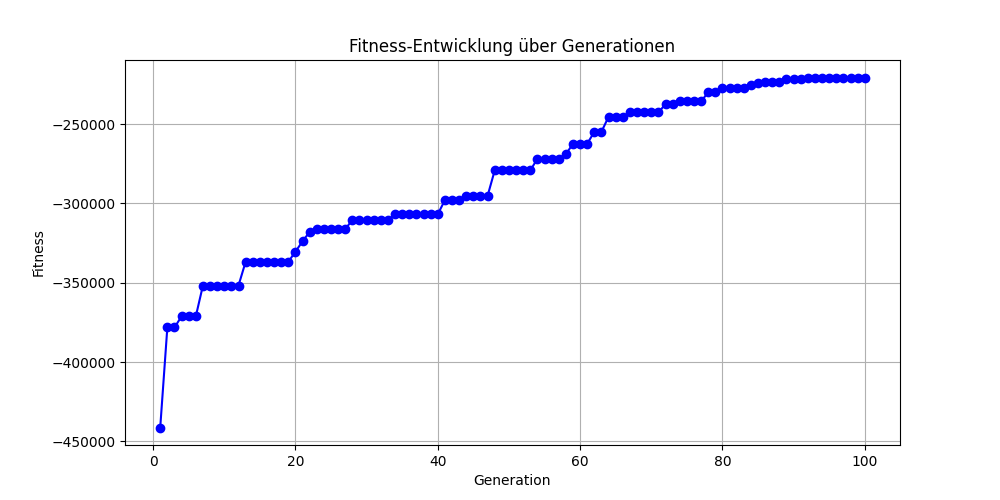 Fitness-Entwicklung über Generationen
Fitness
−250000
−300000
−350000
−400000
−450000
0 20 40 60 80 100
Generation